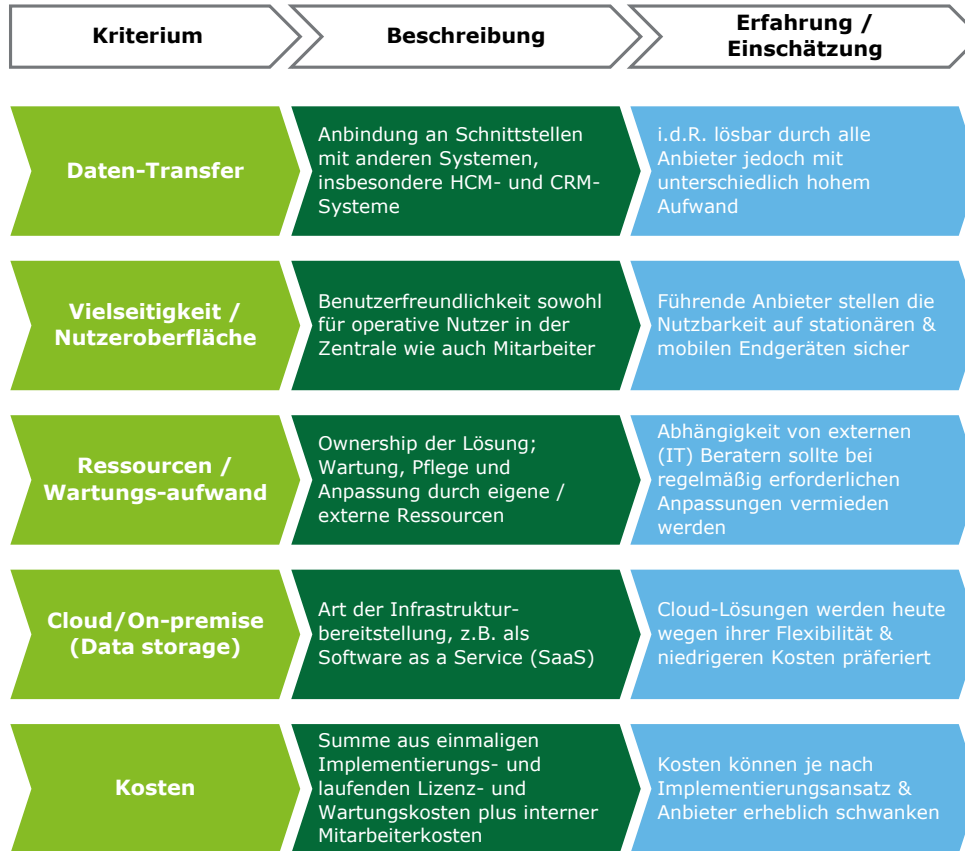 Kriterium
Beschreibung
Erfahrung /
Einschätzung
Daten-Transfer
Anbindung an Schnittstellen
mit anderen Systemen,
insbesondere HCM- und CRM-
Systeme
i.d.R. lösbar durch alle
Anbieter jedoch mit
unterschiedlich hohem
Aufwand
Vielseitigkeit /
Nutzeroberfläche
Benutzerfreundlichkeit sowohl
für operative Nutzer in der
Zentrale wie auch Mitarbeiter
Führende Anbieter stellen die
Nutzbarkeit auf stationären &
mobilen Endgeräten sicher
Ressourcen /
Wartungs-aufwand
Ownership der Lösung;
Wartung, Pflege und
Anpassung durch eigene /
externe Ressourcen
Abhängigkeit von externen
(IT) Beratern sollte bei
regelmäßig erforderlichen
Anpassungen vermieden
werden
Cloud/On-premise
(Data storage)
Art der Infrastruktur-
bereitstellung, z.B. als
Software as a Service (SaaS)
Cloud-Lösungen werden heute
wegen ihrer Flexibilität &
niedrigeren Kosten präferiert
Kosten
Summe aus einmaligen
Implementierungs- und
laufenden Lizenz- und
Wartungskosten plus interner
Mitarbeiterkosten
Kosten können je nach
Implementierungsansatz &
Anbieter erheblich schwanken